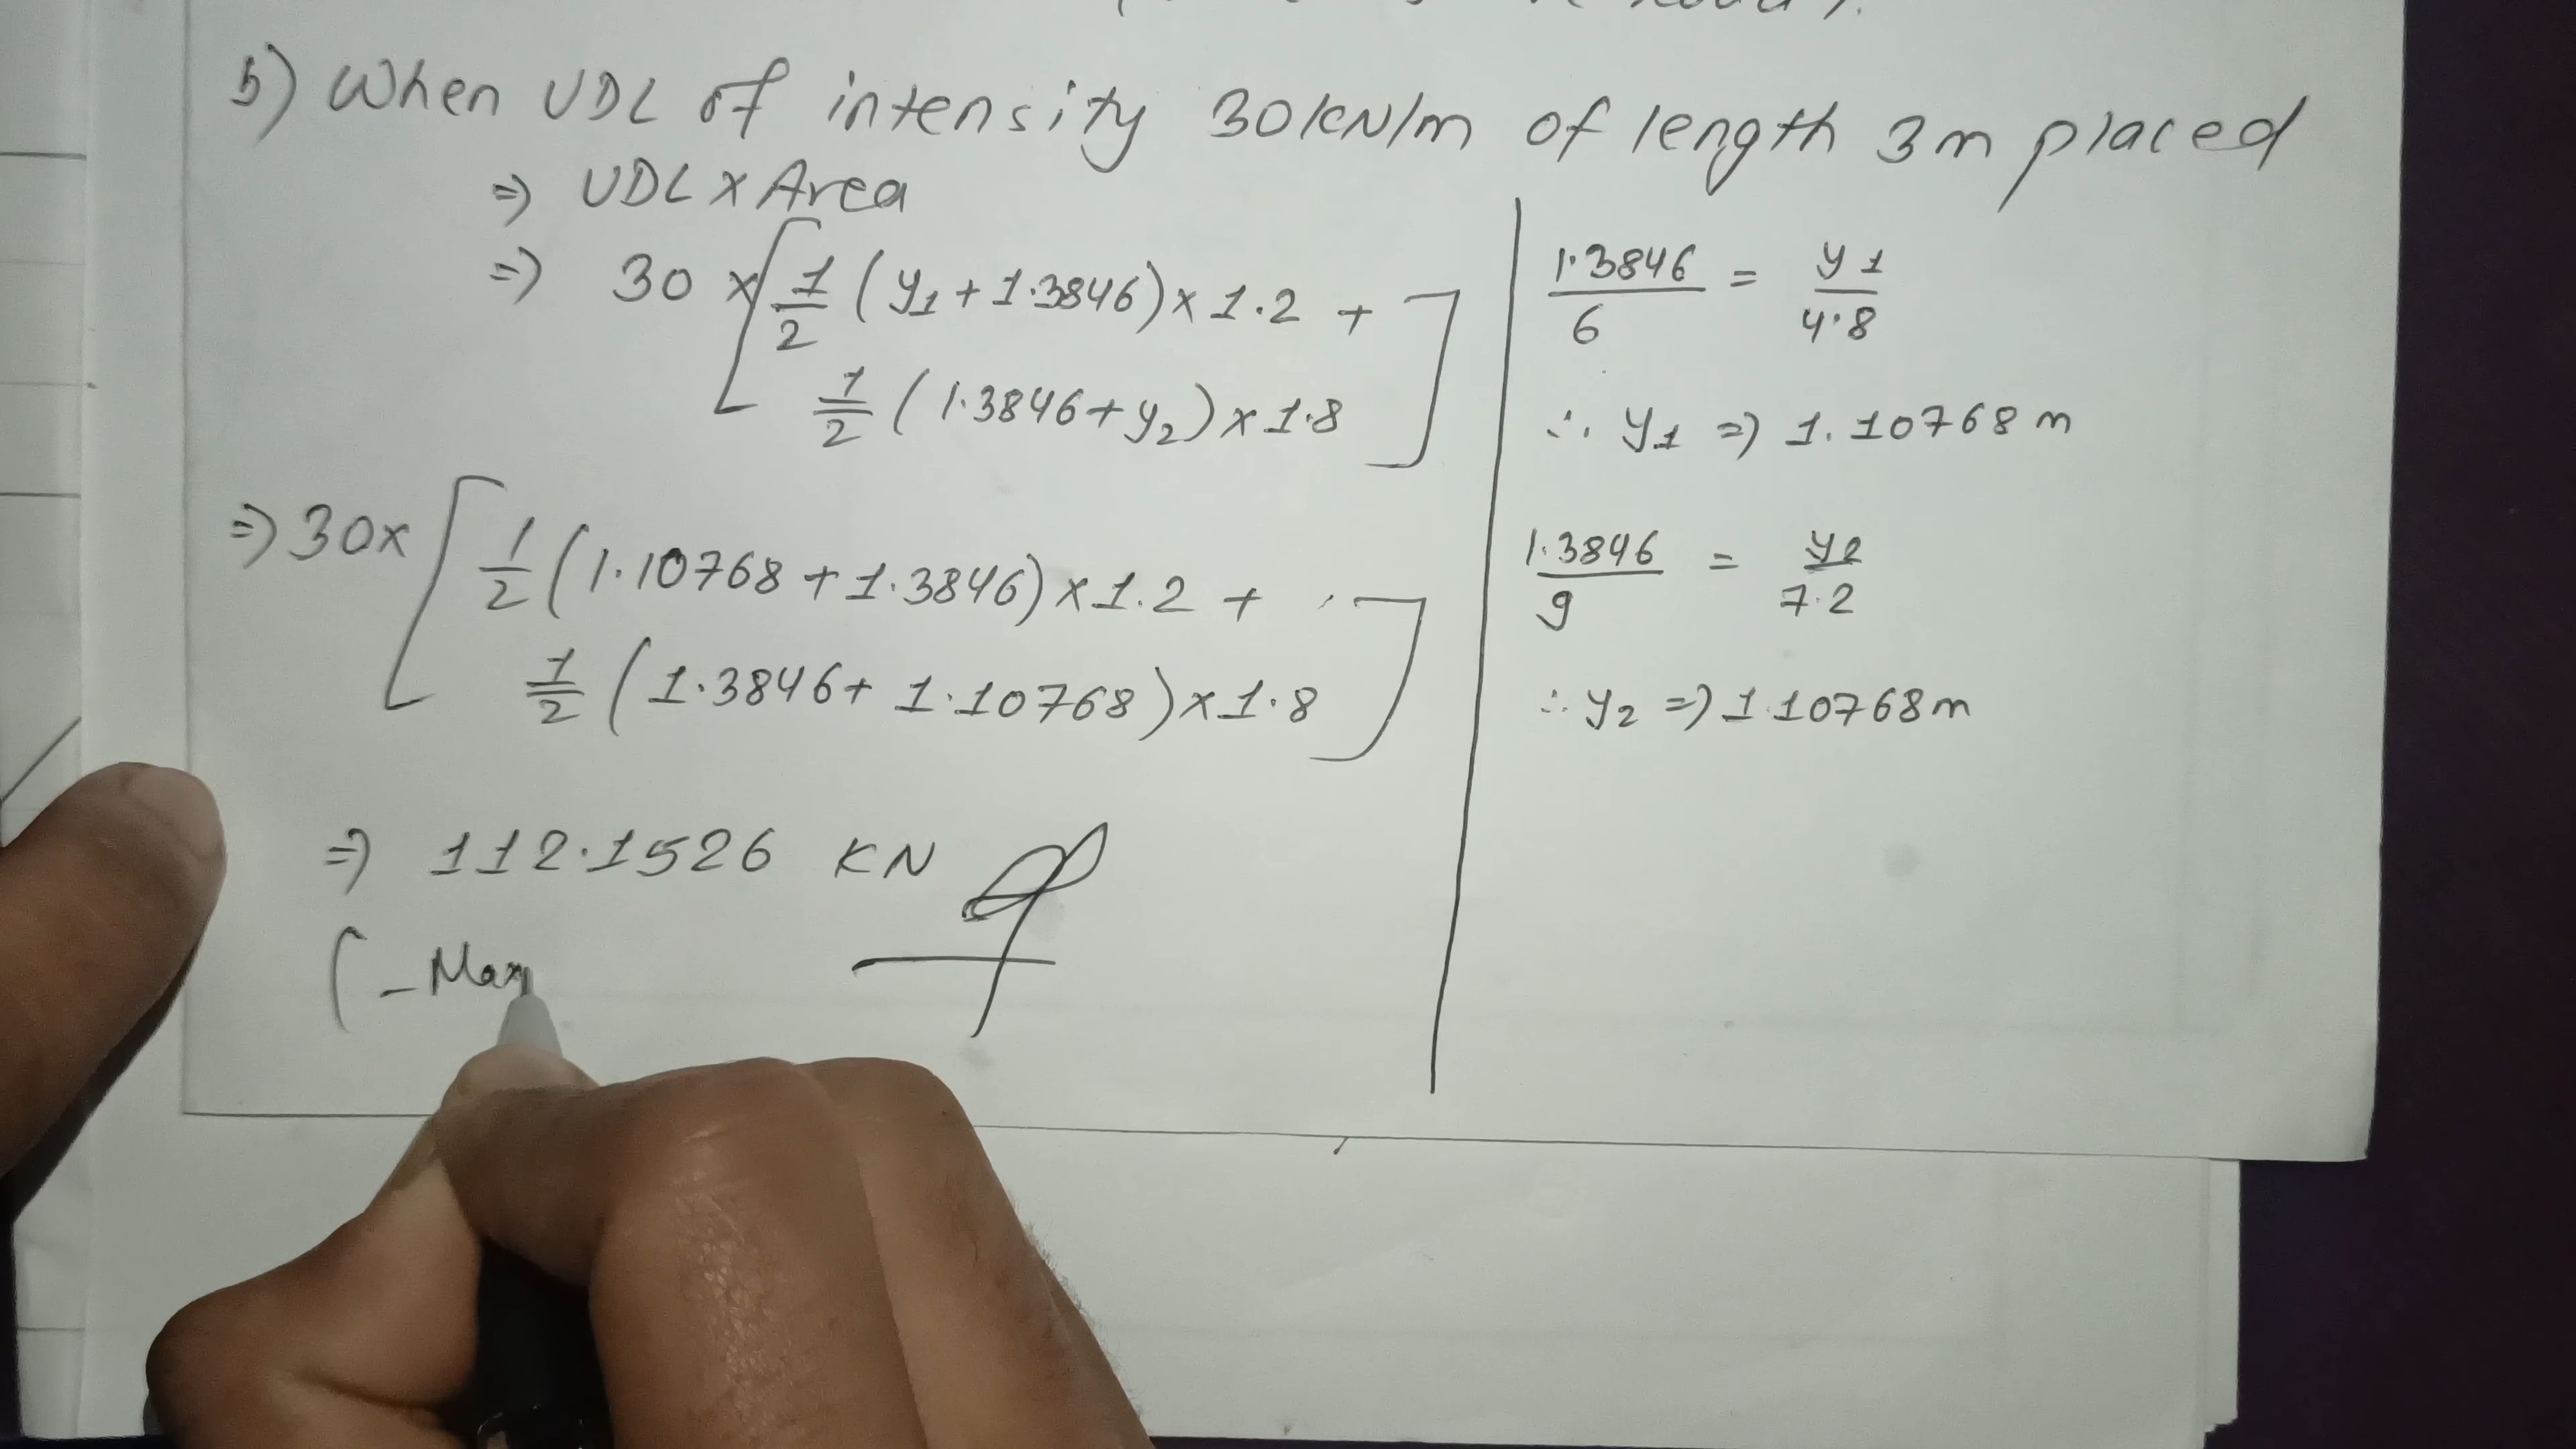 b) When UDL of intensity 30kN/m of length 3m placed
=> UDL x Area
=> 30 x [ 1/2 (y1 + 1.3846) x 1.2 +
1/2 (1.3846 + y2) x 1.8 ]
=> 30x [ 1/2 (1.10768 + 1.3846) x 1.2 +
1/2 (1.3846 + 1.10768) x 1.8 ]
=> 112.1526 KN
( - Max
1.3846/6 = y1/4.8
∴ y1 => 1.10768 m
1.3846/9 = y2/7.2
∴ y2 => 1.10768m